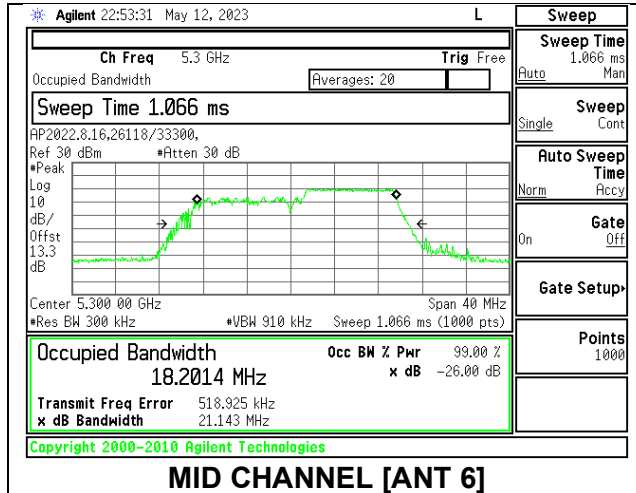 Agilent 22:53:31 May 12, 2023 L
Sweep
Ch Freq 5.3 GHz Trig Free
Occupied Bandwidth Averages: 20
Sweep Time 1.066 ms
AP2022.8.16,26118/33300,
Ref 30 dBm #Atten 30 dB
#Peak
Log
10
dB/
Offst
13.3
dB
Center 5.300 00 GHz Span 40 MHz
#Res BW 300 kHz #VBW 910 kHz Sweep 1.066 ms (1000 pts)
Occupied Bandwidth Occ BW % Pwr 99.00 %
18.2014 MHz x dB -26.00 dB
Transmit Freq Error 518.925 kHz
x dB Bandwidth 21.143 MHz
Copyright 2000-2010 Agilent Technologies
Sweep Time
1.066 ms
Auto Man
Sweep
Single Cont
Auto Sweep
Time
Norm Accy
Gate
On Off
Gate Setup
Points
1000
MID CHANNEL [ANT 6]